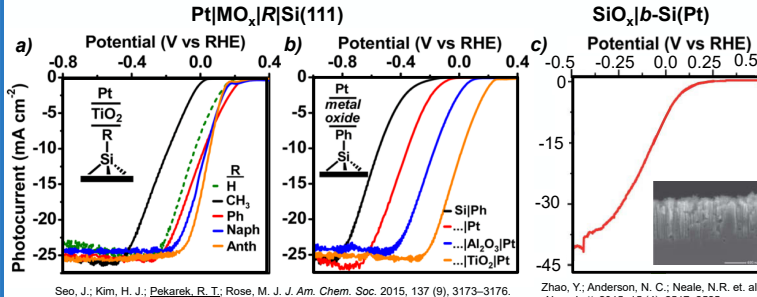 Pt|MOx|R|Si(111)
SiOx|b-Si(Pt)
a)
Potential (V vs RHE)
-0.8 -0.4 0.0 0.4
Photocurrent (mA cm-2)
0
-5
-10
-15
-20
-25
Pt
TiO2
R
Si
R
H
CH3
Ph
Naph
Anth
b)
Potential (V vs RHE)
-0.8 -0.4 0.0 0.4
Pt
metal
oxide
Ph
Si
Si|Ph
...|Pt
...|Al2O3|Pt
...|TiO2|Pt
c)
Potential (V vs RHE)
-0.5 -0.25 0 0.25 0.5
0
-15
-30
-45
Seo, J.; Kim, H. J.; Pekarek, R. T.; Rose, M. J. J. Am. Chem. Soc. 2015, 137 (9), 3173–3176.
Zhao, Y.; Anderson, N. C.; Neale, N.R. et. al